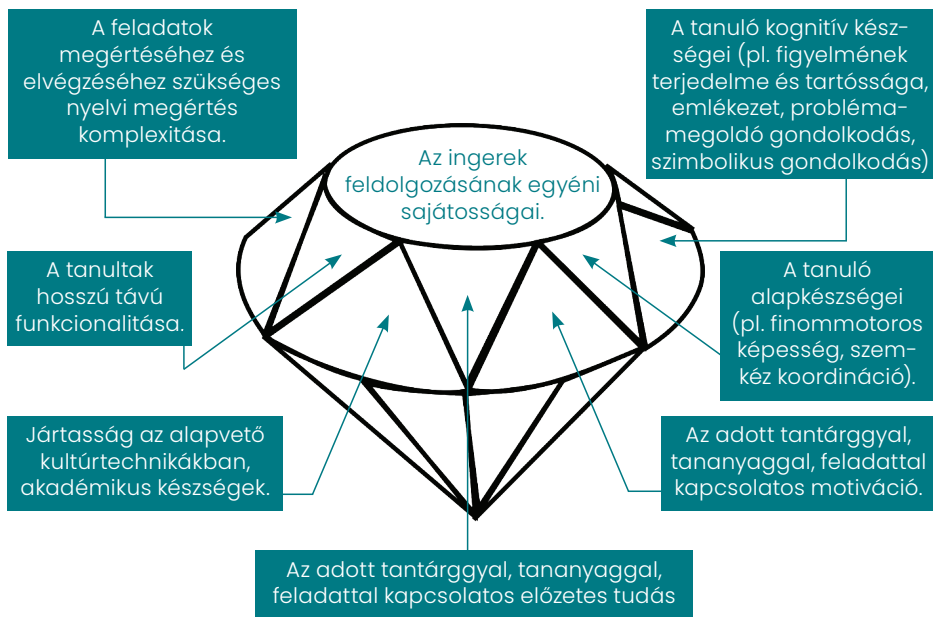 A feladatok
megértéséhez és
elvégzéséhez szükséges
nyelvi megértés
komplexitása.
A tanuló kognitív kész-
ségei (pl. figyelmének
terjedelme és tartóssága,
emlékezet, probléma-
megoldó gondolkodás,
szimbolikus gondolkodás)
Az ingerek
feldolgozásának egyéni
sajátosságai.
A tanultak
hosszú távú
funkcionalitása.
A tanuló
alapkészségei
(pl. finommotoros
képesség, szem-
kéz koordináció).
Jártasság az alapvető
kultúrtechnikákban,
akadémikus készségek.
Az adott tantárggyal,
tananyaggal, feladattal
kapcsolatos motiváció.
Az adott tantárggyal, tananyaggal,
feladattal kapcsolatos előzetes tudás